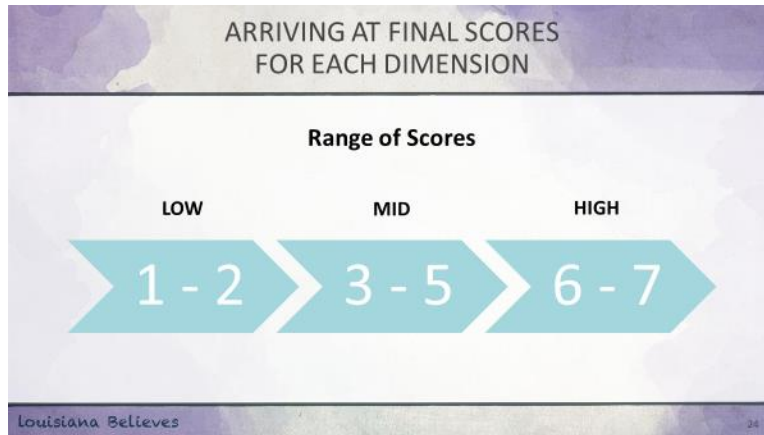 ARRIVING AT FINAL SCORES
FOR EACH DIMENSION
Range of Scores
LOW MID HIGH
1 - 2 3 - 5 6 - 7
Louisiana Believes
24